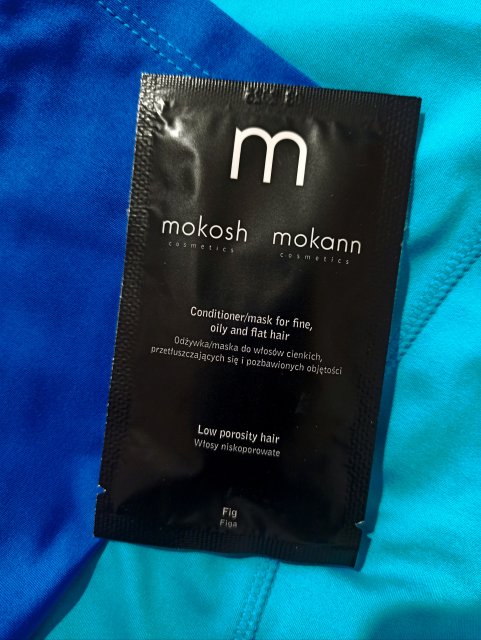 m
mokosh mokann
cosmetics cosmetics
Conditioner/mask for fine,
oily and flat hair
Odżywka/maska do włosów cienkich,
przetłuszczających się i pozbawionych objętości
Low porosity hair
Włosy niskoporowate
Fig
Figa